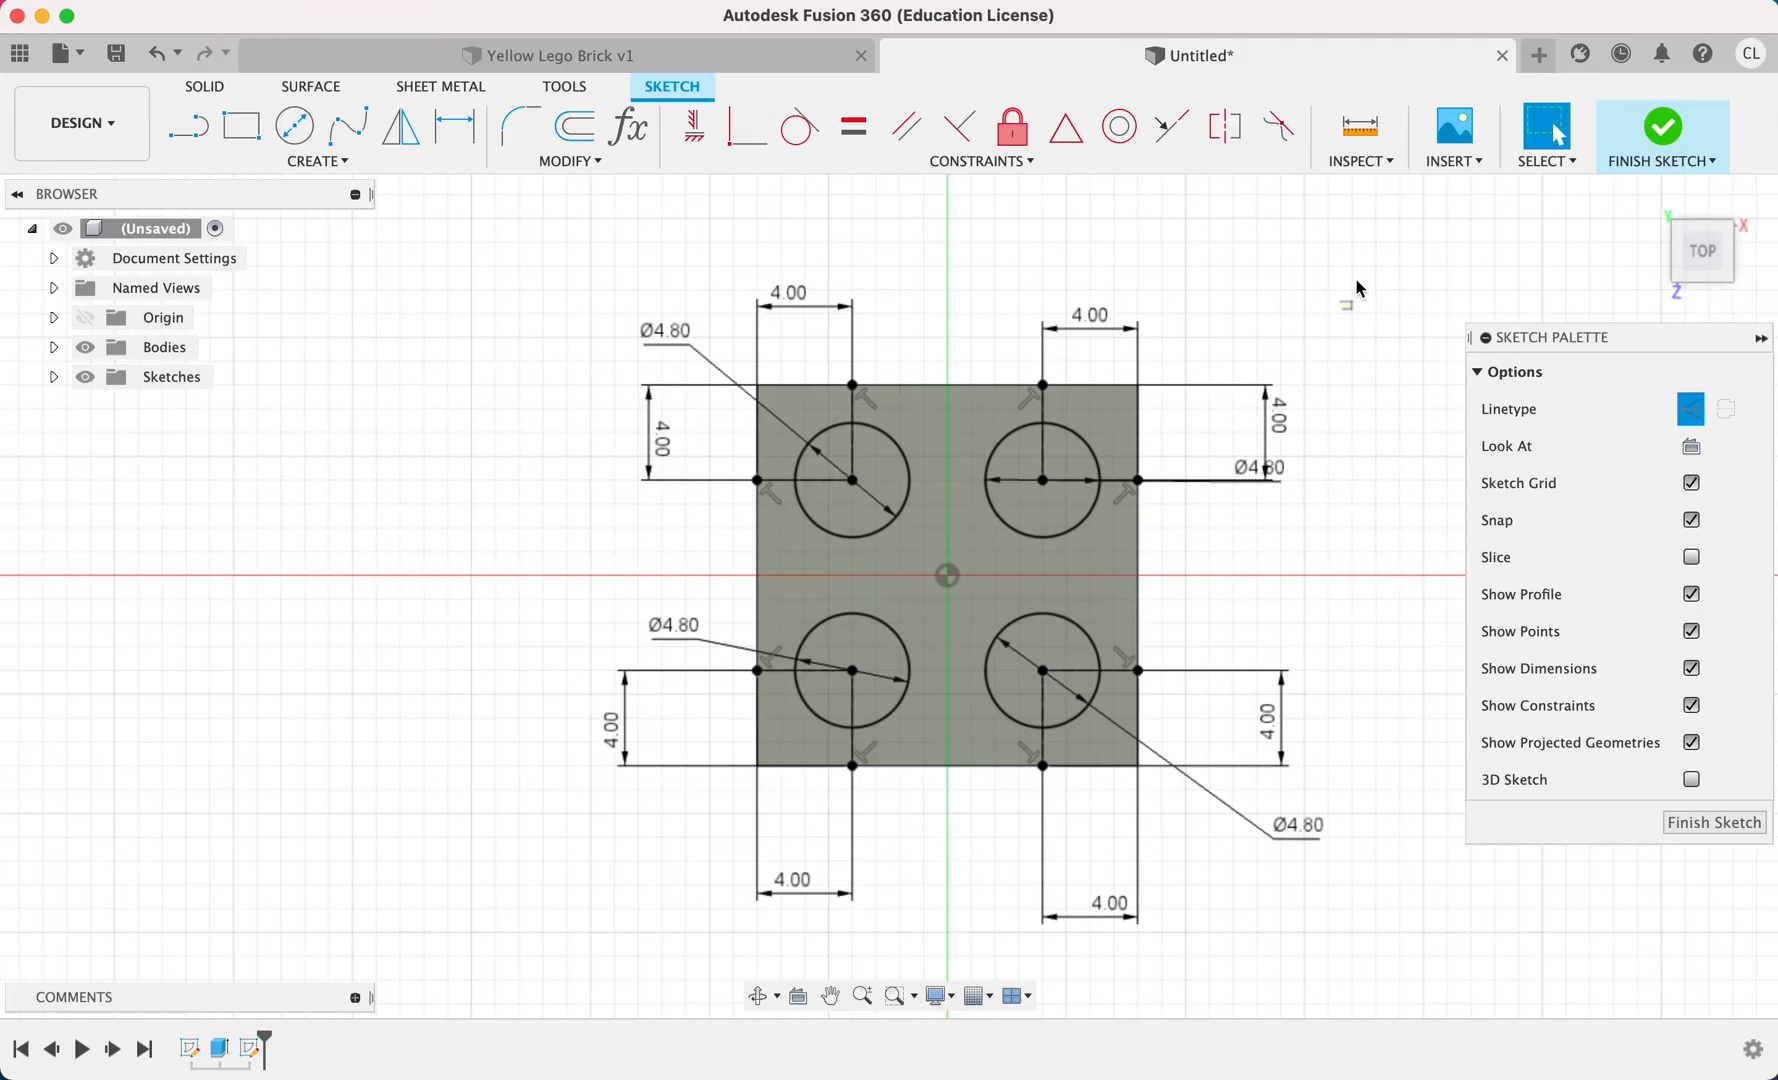 Autodesk Fusion 360 (Education License)
Yellow Lego Brick v1
Untitled*
CL
SOLID
SURFACE
SHEET METAL
TOOLS
SKETCH
DESIGN
fx
CREATE
MODIFY
CONSTRAINTS
INSPECT
INSERT
SELECT
FINISH SKETCH
BROWSER
(Unsaved)
Document Settings
Named Views
Origin
Bodies
Sketches
Y
X
TOP
Z
4.00
4.00
Ø4.80
4.00
4.00
Ø4.80
Ø4.80
4.00
4.00
Ø4.80
4.00
4.00
SKETCH PALETTE
Options
Linetype
Look At
Sketch Grid
Snap
Slice
Show Profile
Show Points
Show Dimensions
Show Constraints
Show Projected Geometries
3D Sketch
Finish Sketch
COMMENTS